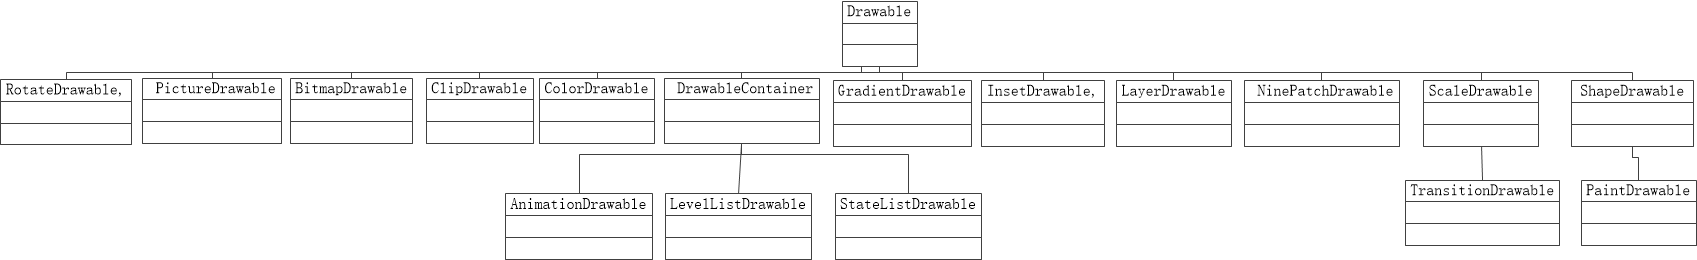 Drawable
RotateDrawable,
PictureDrawable
BitmapDrawable
ClipDrawable
ColorDrawable
DrawableContainer
GradientDrawable
InsetDrawable,
LayerDrawable
NinePatchDrawable
ScaleDrawable
ShapeDrawable
AnimationDrawable
LevelListDrawable
StateListDrawable
TransitionDrawable
PaintDrawable